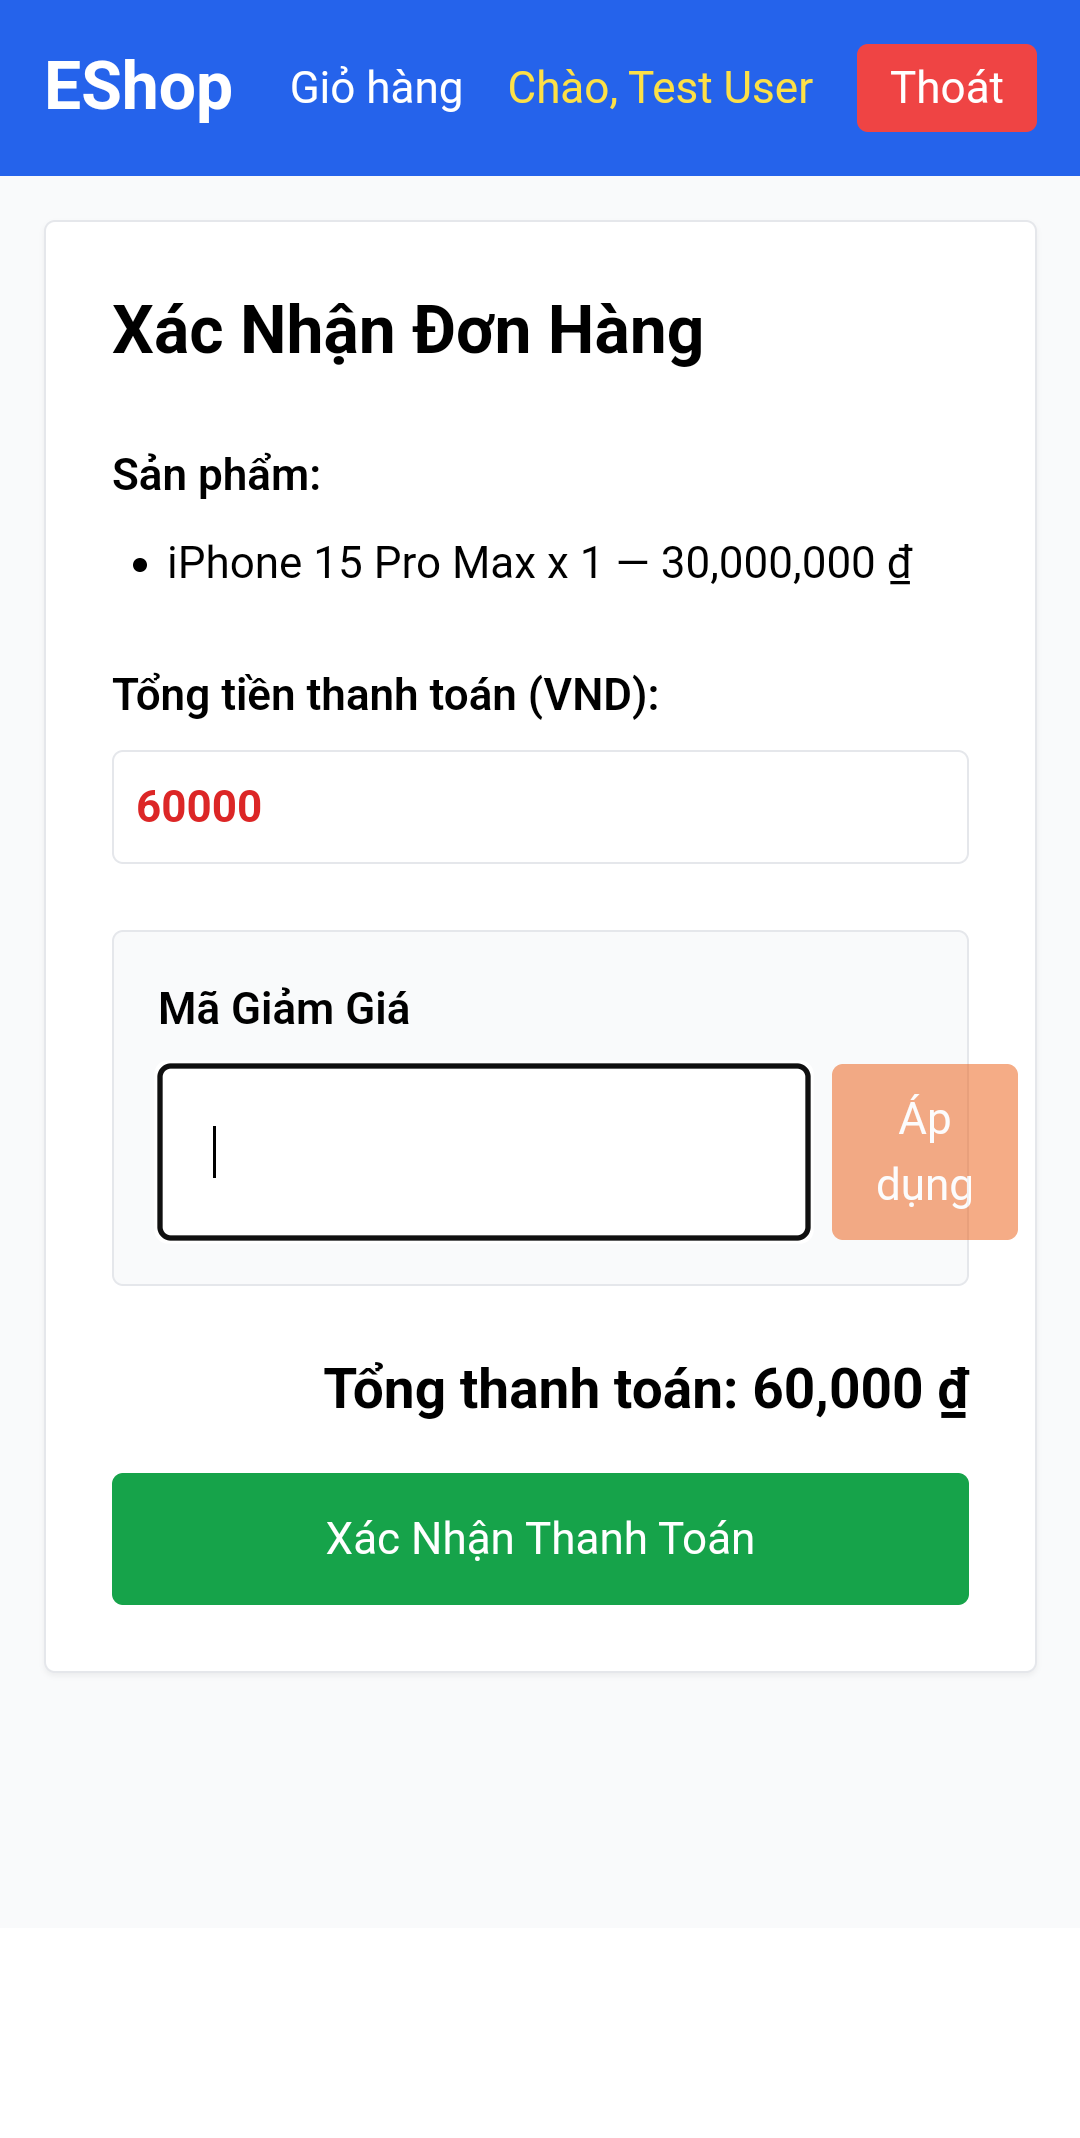 EShop Giỏ hàng Chào, Test User Thoát
Xác Nhận Đơn Hàng
Sản phẩm:
• iPhone 15 Pro Max x 1 — 30,000,000 ₫
Tổng tiền thanh toán (VND):
60000
Mã Giảm Giá
Áp
dụng
Tổng thanh toán: 60,000 ₫
Xác Nhận Thanh Toán